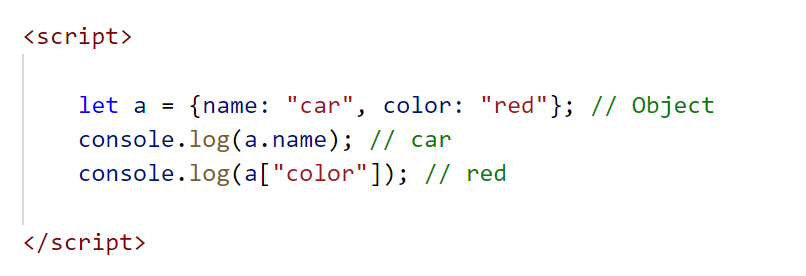 <script>
let a = {name: "car", color: "red"}; // Object
console.log(a.name); // car
console.log(a["color"]); // red
</script>